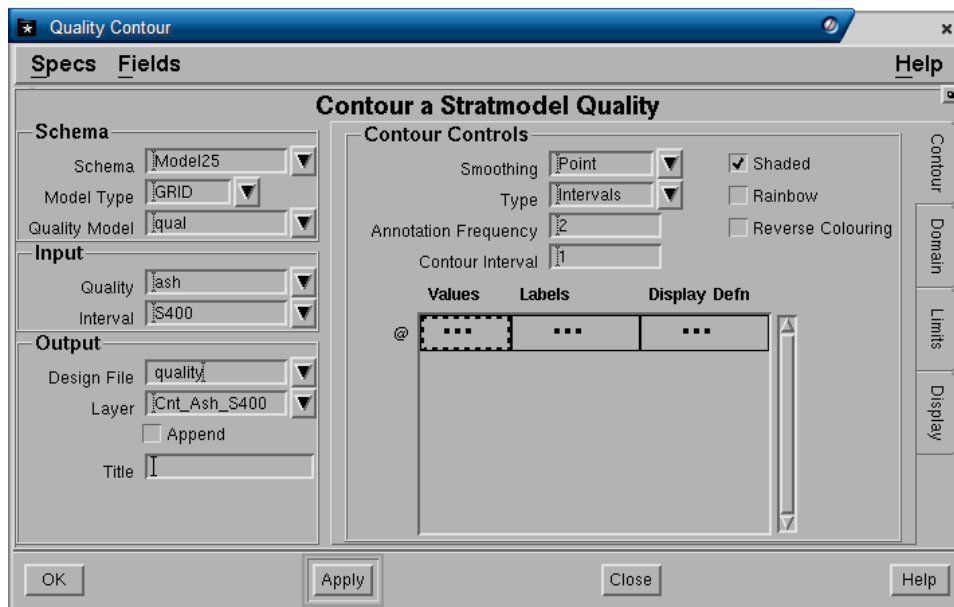 Quality Contour
Specs Fields Help
Contour a Stratmodel Quality
Schema
Schema Model25
Model Type GRID
Quality Model qual
Input
Quality ash
Interval S400
Output
Design File quality
Layer Cnt_Ash_S400
Append
Title
Contour Controls
Smoothing Point
Type Intervals
Annotation Frequency 2
Contour Interval 1
Shaded
Rainbow
Reverse Colouring
Values Labels Display Defn
@ ... ... ...
Contour
Domain
Limits
Display
OK Apply Close Help